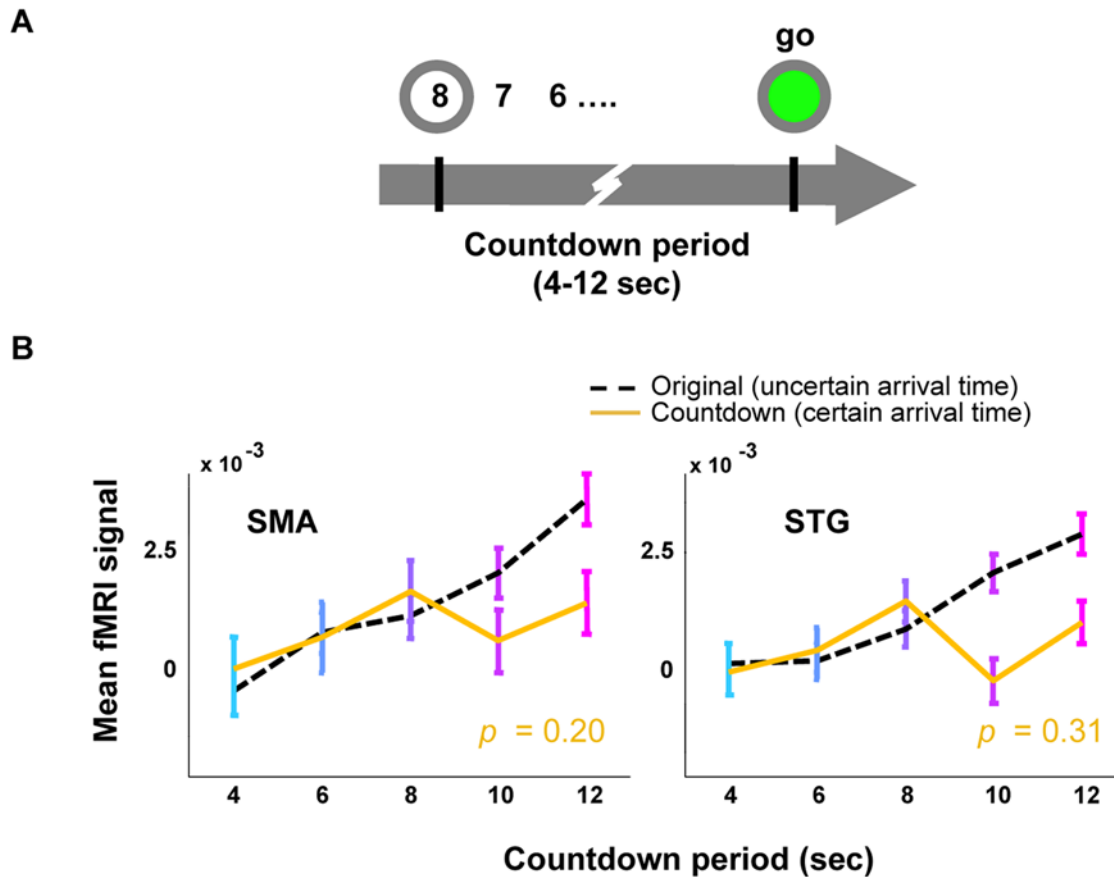 A
go
8 7 6 ....
Countdown period
(4-12 sec)
B
Original (uncertain arrival time)
Countdown (certain arrival time)
x 10 -3
x 10 -3
SMA
STG
Mean fMRI signal
2.5
0
2.5
0
p = 0.20
p = 0.31
4 6 8 10 12
4 6 8 10 12
Countdown period (sec)